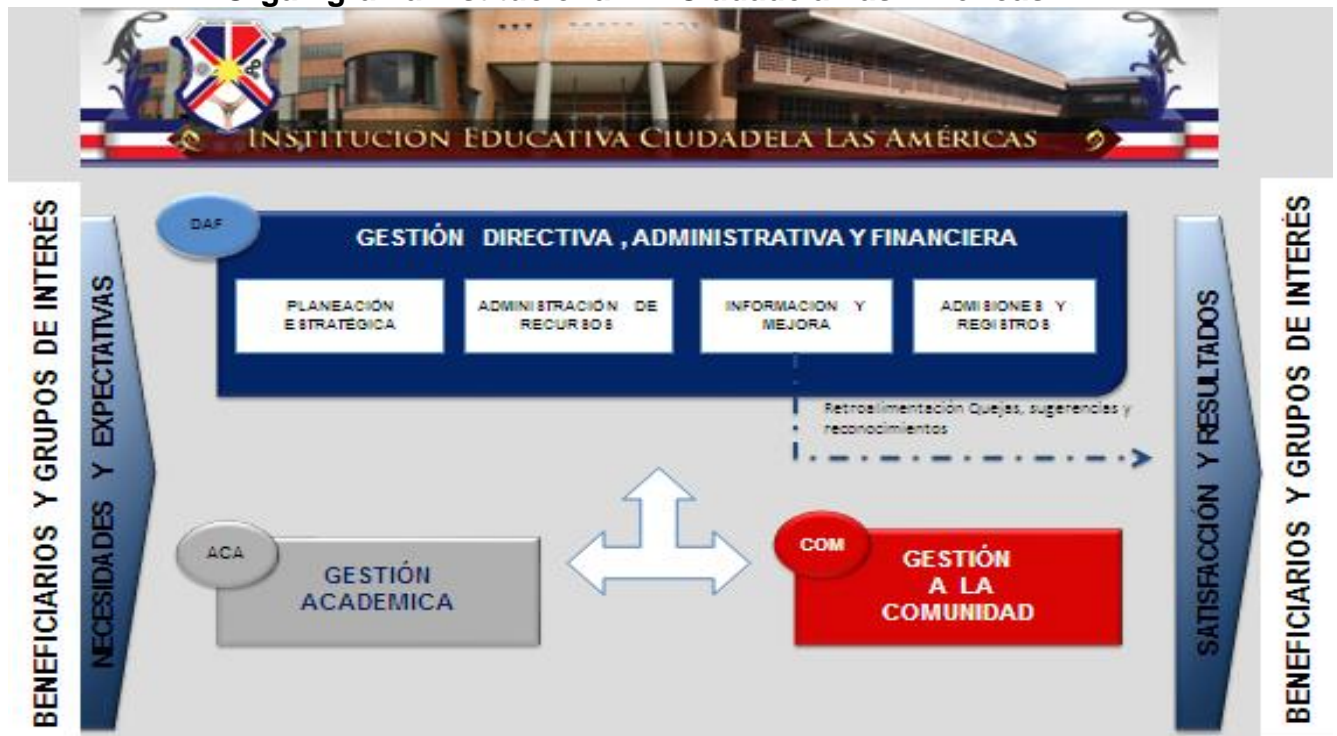 INSTITUCIÓN EDUCATIVA CIUDADELA LAS AMÉRICAS
BENEFICIARIOS Y GRUPOS DE INTERÉS
NECESIDADES Y EXPECTATIVAS
DAF
GESTIÓN DIRECTIVA , ADMINISTRATIVA Y FINANCIERA
PLANEACIÓN
ESTRATÉGICA
ADMINISTRACIÓN DE
RECURSOS
INFORMACION Y
MEJORA
ADMISIONES Y
REGISTROS
Retroalimentación Quejas, sugerencias y
reconocimientos
ACA
GESTIÓN
ACADEMICA
COM
GESTIÓN
A LA
COMUNIDAD
SATISFACCIÓN Y RESULTADOS
BENEFICIARIOS Y GRUPOS DE INTERÉS